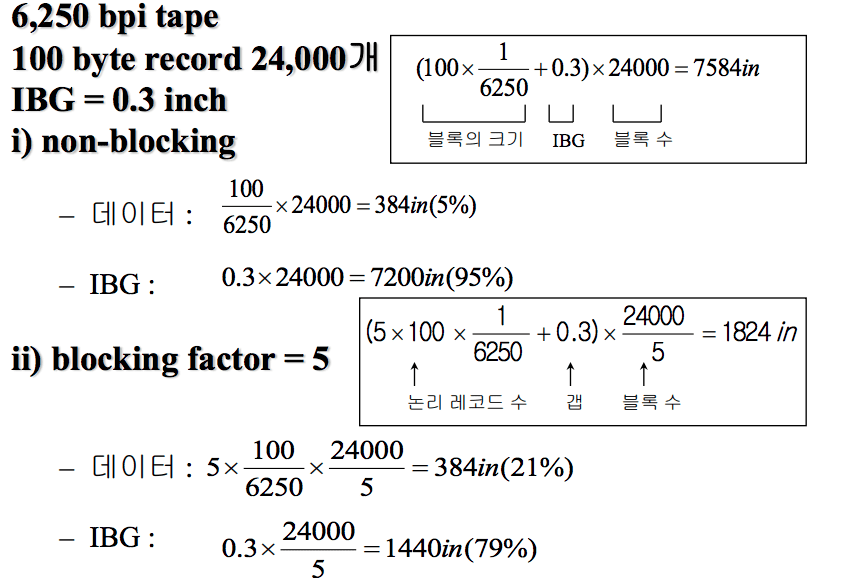 6,250 bpi tape
100 byte record 24,000개
IBG = 0.3 inch
i) non-blocking
(100×1/6250+0.3)×24000=7584in
블록의 크기 IBG 블록 수
– 데이터 : 100/6250×24000=384in(5%)
– IBG : 0.3×24000=7200in(95%)
ii) blocking factor = 5
(5×100×1/6250+0.3)×24000/5=1824 in
논리 레코드 수 갭 블록 수
– 데이터 : 5×100/6250×24000/5=384in(21%)
– IBG : 0.3×24000/5=1440in(79%)